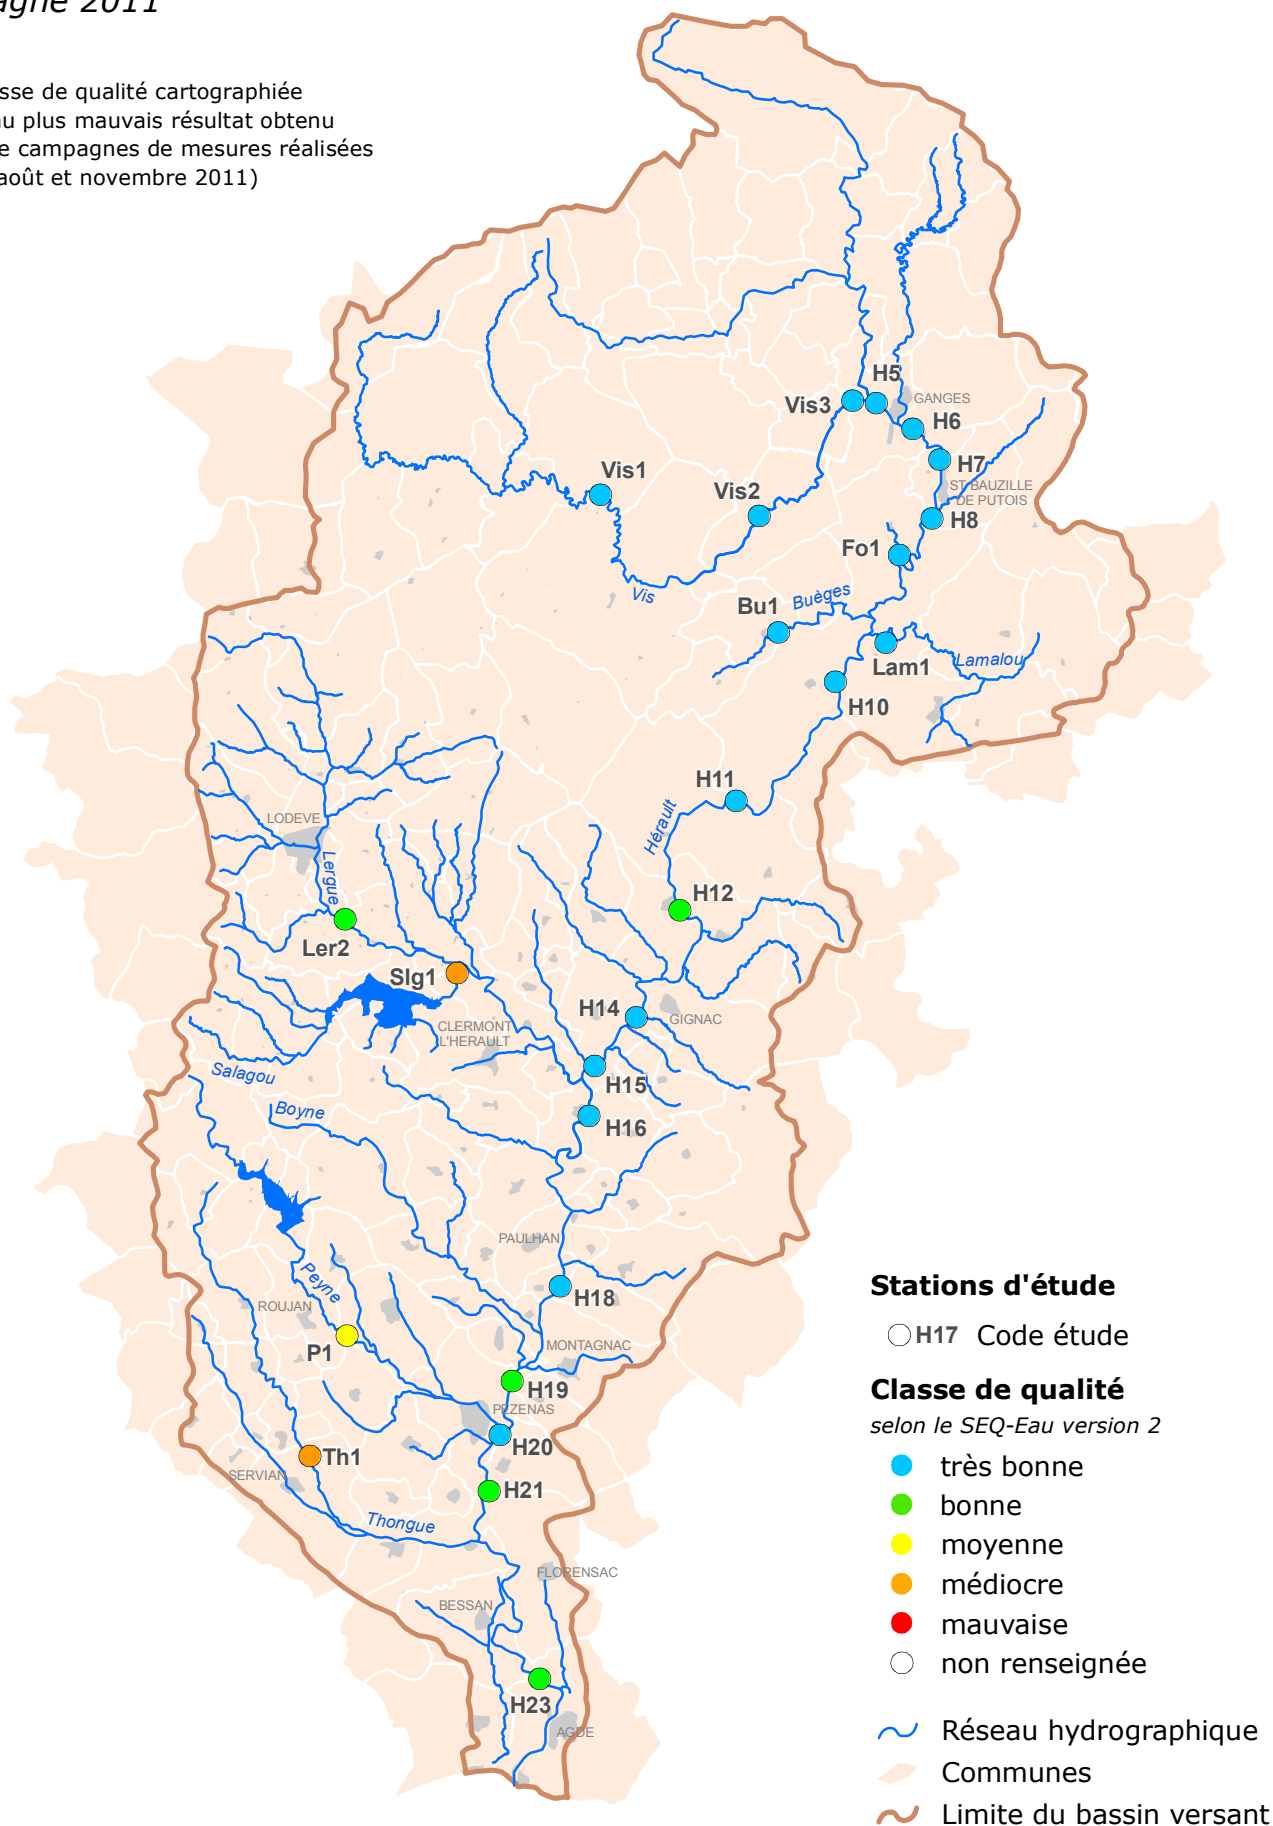 2011
de qualité cartographiée
plus mauvais résultat obtenu
campagnes de mesures réalisées
août et novembre 2011)
H5
GANGES
Vis3
H6
H7
Vis1
ST BAUZILLE
DE PUTOIS
Vis2
H8
Fo1
Vis
Buèges
Bu1
Lam1
Lamalou
H10
H11
Hérault
LODEVE
Lergue
H12
Ler2
Slg1
H14
GIGNAC
CLERMONT
L'HERAULT
Salagou
H15
Boyne
H16
PAULHAN
Peyne
H18
ROUJAN
P1
MONTAGNAC
H19
PEZENAS
H20
Th1
SERVIAN
H21
Thongue
FLORENSAC
BESSAN
H23
AGDE
Stations d'étude
H17 Code étude
Classe de qualité
selon le SEQ-Eau version 2
très bonne
bonne
moyenne
médiocre
mauvaise
non renseignée
Réseau hydrographique
Communes
Limite du bassin versant